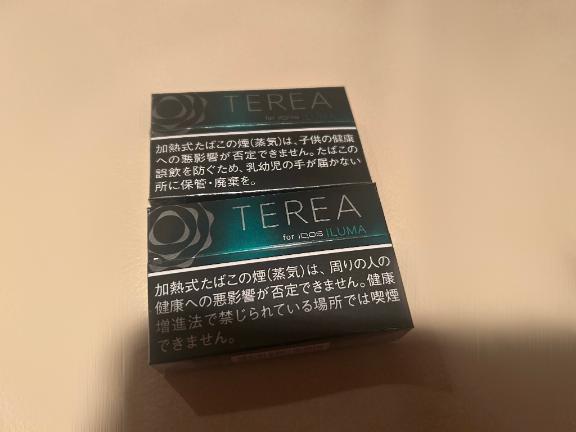 TEREA
for IQOS ILUMA
加熱式たばこの煙(蒸気)は、子供の健康
への悪影響が否定できません。たばこの
誤飲を防ぐため、乳幼児の手が届かない
所に保管・廃棄を。
TEREA
for IQOS ILUMA
加熱式たばこの煙(蒸気)は、周りの人の
健康への悪影響が否定できません。健康
増進法で禁じられている場所では喫煙
できません。